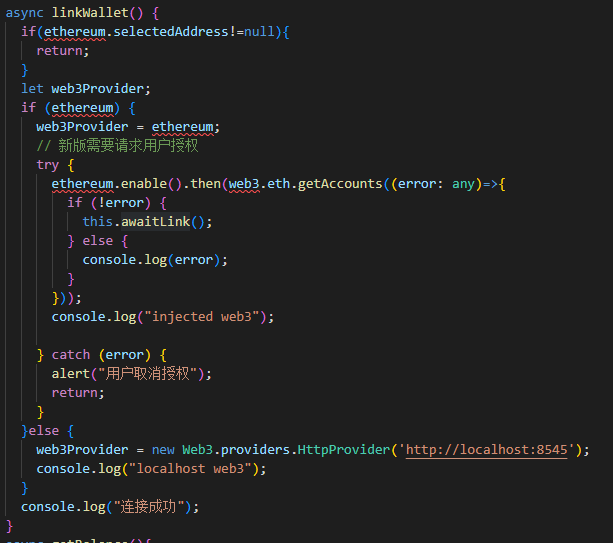 async linkWallet() {
if(ethereum.selectedAddress!=null){
return;
}
let web3Provider;
if (ethereum) {
web3Provider = ethereum;
// 新版需要请求用户授权
try {
ethereum.enable().then(web3.eth.getAccounts((error: any)=>{
if (!error) {
this.awaitLink();
} else {
console.log(error);
}
}));
console.log("injected web3");
} catch (error) {
alert("用户取消授权");
return;
}
}else {
web3Provider = new Web3.providers.HttpProvider('http://localhost:8545');
console.log("localhost web3");
}
console.log("连接成功");
}
async getBalance(){